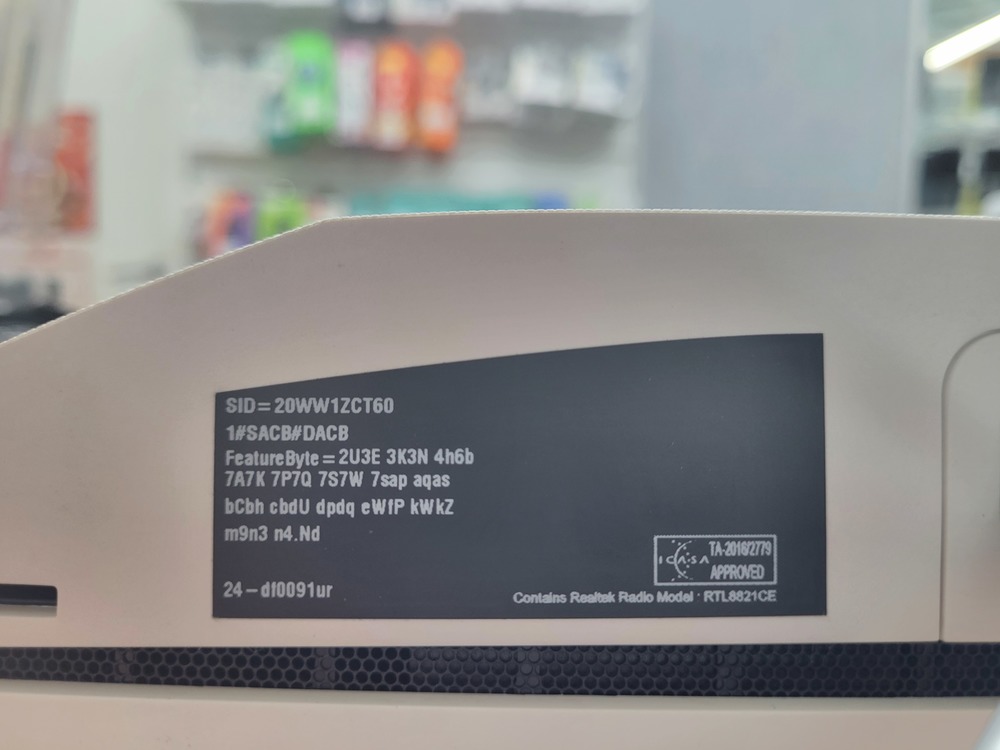 SID=20WW1ZCT60
1#SACB#DACB
FeatureByte=2U3E 3K3N 4h6b
7A7K 7P7Q 7S7W 7sap aqas
bCbh cbdU dpdq eWfP kWkZ
m9n3 n4.Nd
24-df0091ur
ICASA
TA-2016/2779
APPROVED
Contains Realtek Radio Model : RTL8821CE